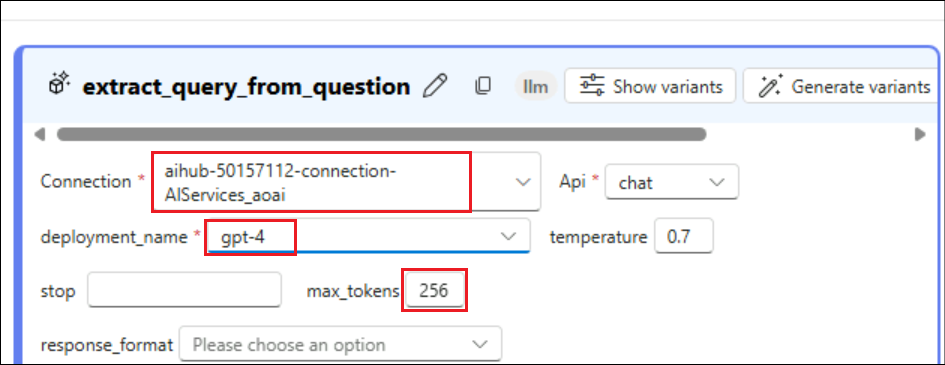 extract_query_from_question llm Show variants Generate variants
Connection * aihub-50157112-connection-
AIServices_aoai
Api * chat
deployment_name * gpt-4 temperature 0.7
stop max_tokens 256
response_format Please choose an option